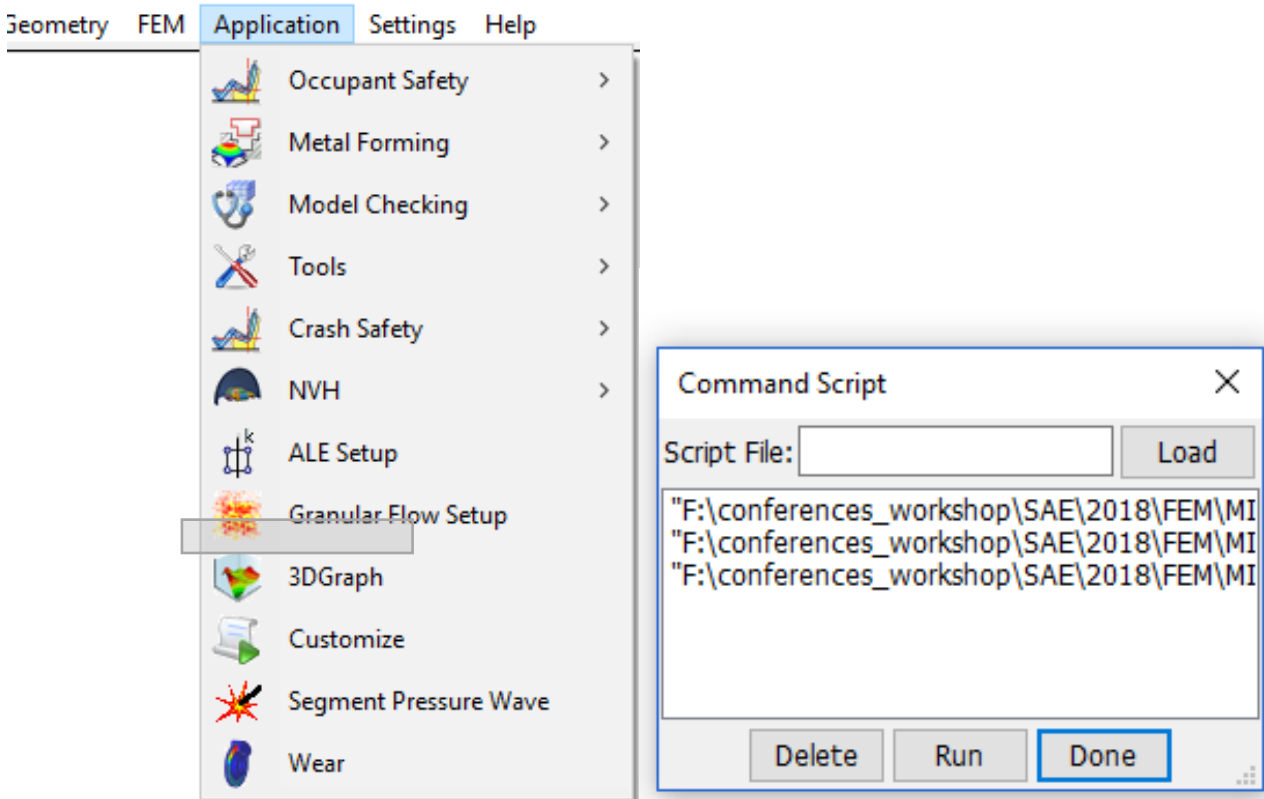 Geometry FEM Application Settings Help
Occupant Safety
Metal Forming
Model Checking
Tools
Crash Safety
NVH
ALE Setup
Granular Flow Setup
3DGraph
Customize
Segment Pressure Wave
Wear
k
Command Script
Script File:
Load
"F:\conferences_workshop\SAE\2018\FEM\MI
"F:\conferences_workshop\SAE\2018\FEM\MI
"F:\conferences_workshop\SAE\2018\FEM\MI
Delete Run Done